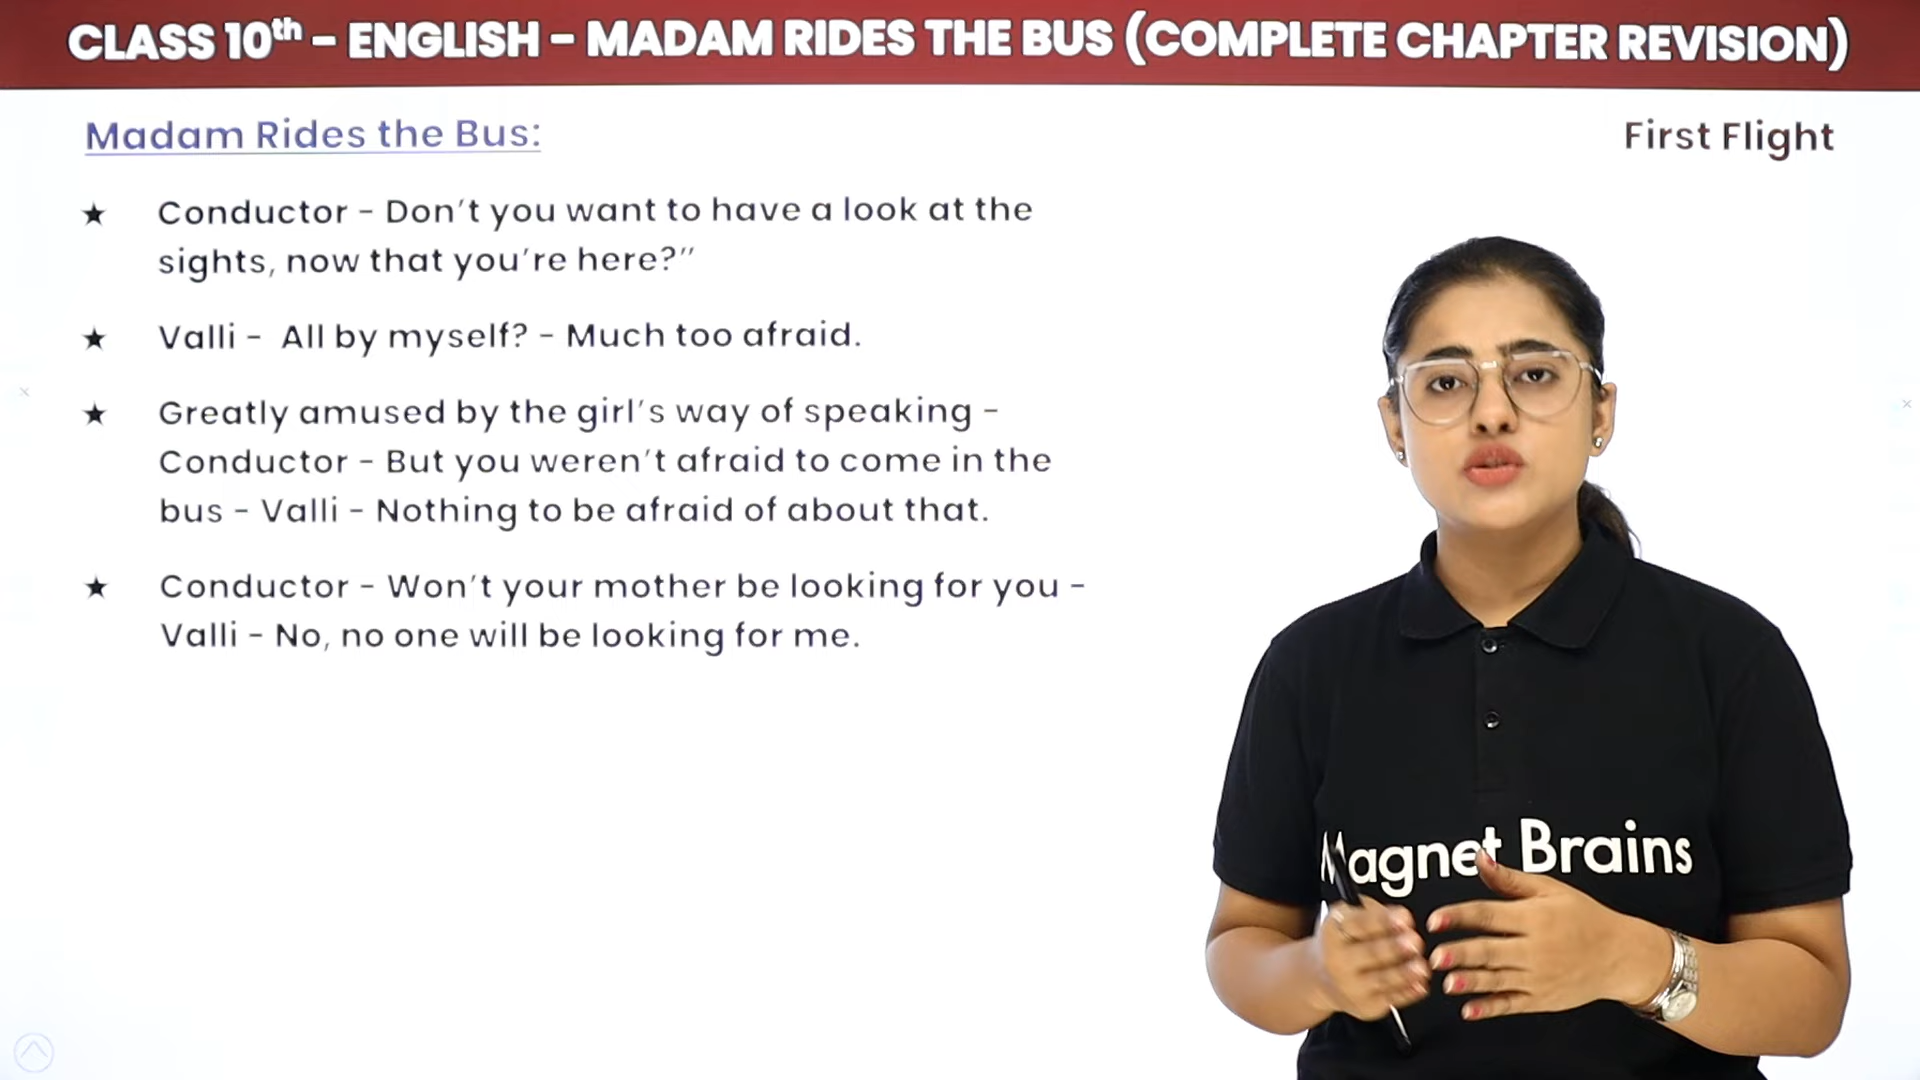 CLASS 10th - ENGLISH - MADAM RIDES THE BUS (COMPLETE CHAPTER REVISION)
Madam Rides the Bus:
First Flight
★ Conductor - Don't you want to have a look at the
sights, now that you're here?"
★ Valli - All by myself? - Much too afraid.
★ Greatly amused by the girl's way of speaking -
Conductor - But you weren't afraid to come in the
bus - Valli - Nothing to be afraid of about that.
★ Conductor - Won't your mother be looking for you -
Valli - No, no one will be looking for me.
Magnet Brains